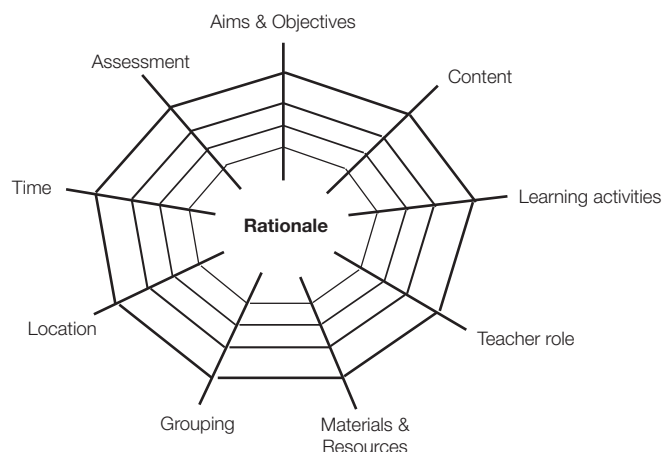 Aims & Objectives
Assessment
Content
Time
Learning activities
Rationale
Location
Teacher role
Grouping
Materials &
Resources